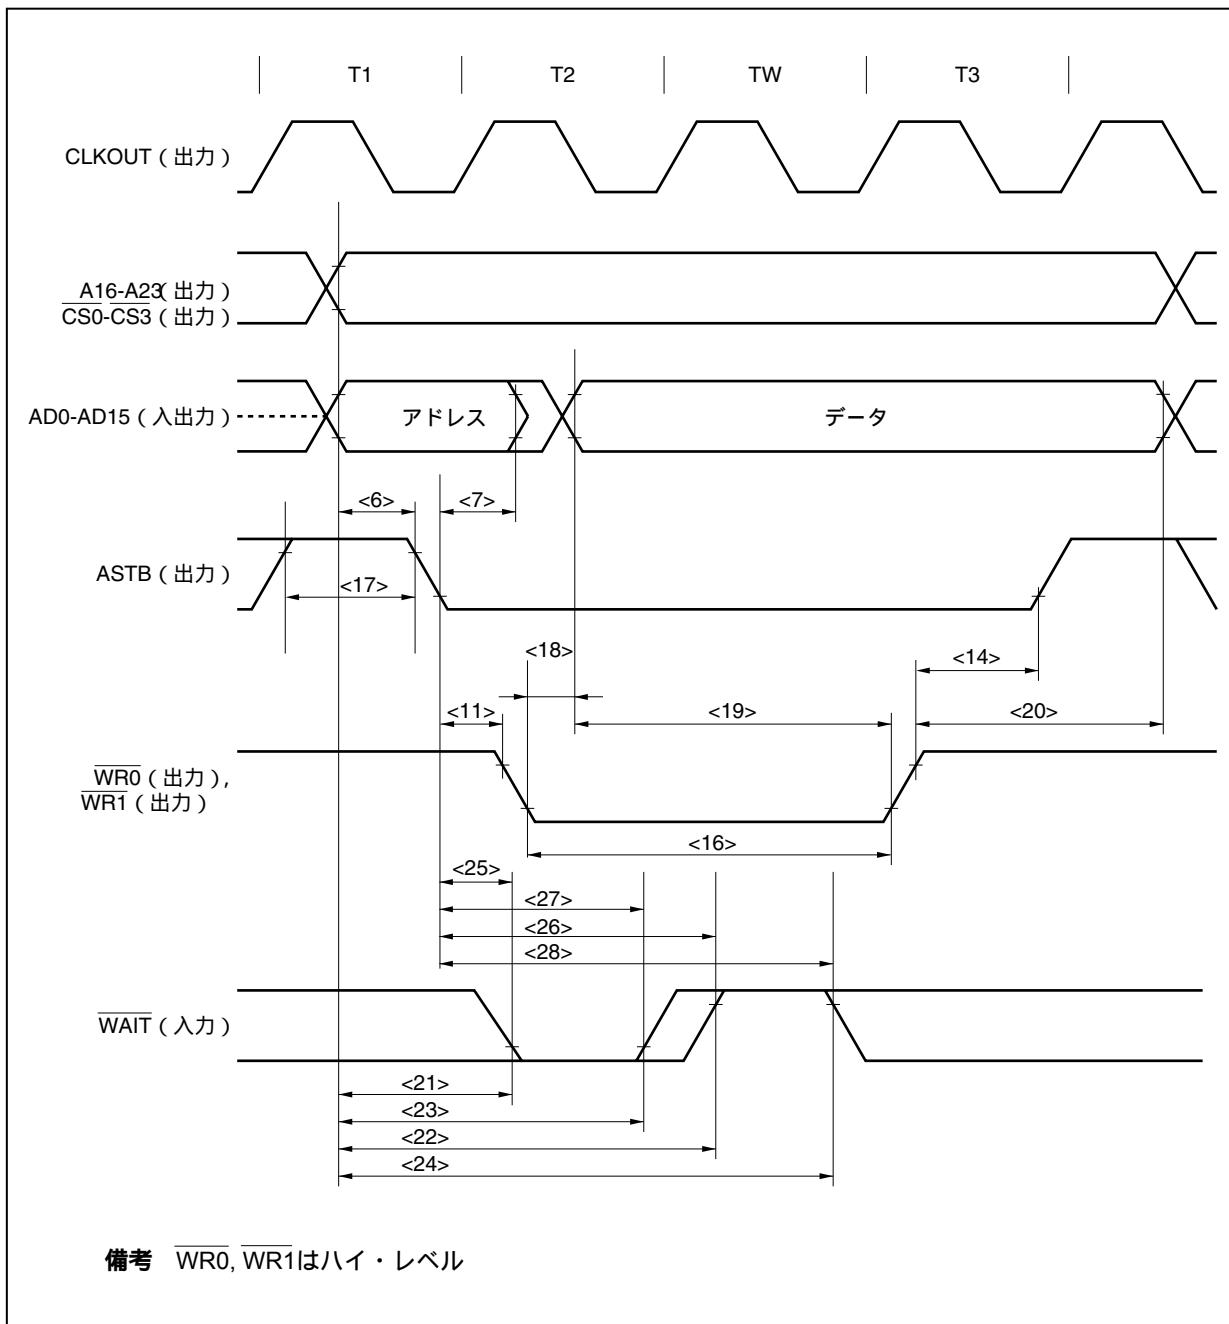 T1 T2 TW T3
CLKOUT（出力）
A16-A23（出力）
CS0-CS3（出力）
AD0-AD15（入出力）
アドレス
データ
<6> <7>
ASTB（出力）
<17>
<18>
<14>
<11>
<19>
<20>
WR0（出力）,
WR1（出力）
<16>
<25>
<27>
<26>
<28>
WAIT（入力）
<21>
<23>
<22>
<24>
備考 WR0, WR1はハイ・レベル